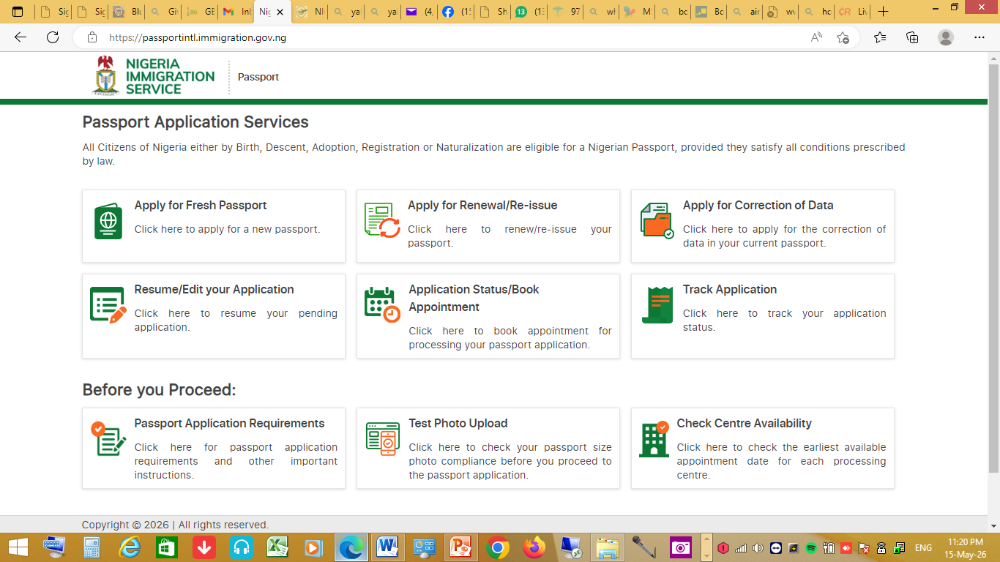 Sig
Sig
Blu
Giv
GE
Inb
Nig
NI
yal
yal
(4,
(15
Sh
13
(13
97
wh
M:
bc
Bc
air
wv
hc
CR
Liv
https://passportintl.immigration.gov.ng
NIGERIA
IMMIGRATION
SERVICE
Passport
Passport Application Services
All Citizens of Nigeria either by Birth, Descent, Adoption, Registration or Naturalization are eligible for a Nigerian Passport, provided they satisfy all conditions prescribed
by law.
Apply for Fresh Passport
Click here to apply for a new passport.
Apply for Renewal/Re-issue
Click here to renew/re-issue your
passport.
Apply for Correction of Data
Click here to apply for the correction of
data in your current passport.
Resume/Edit your Application
Click here to resume your pending
application.
Application Status/Book
Appointment
Click here to book appointment for
processing your passport application.
Track Application
Click here to track your application
status.
Before you Proceed:
Passport Application Requirements
Click here for passport application
requirements and other important
instructions.
Test Photo Upload
Click here to check your passport size
photo compliance before you proceed to
the passport application.
Check Centre Availability
Click here to check the earliest available
appointment date for each processing
centre.
Copyright © 2026 | All rights reserved.
ENG
11:20 PM
15-May-26